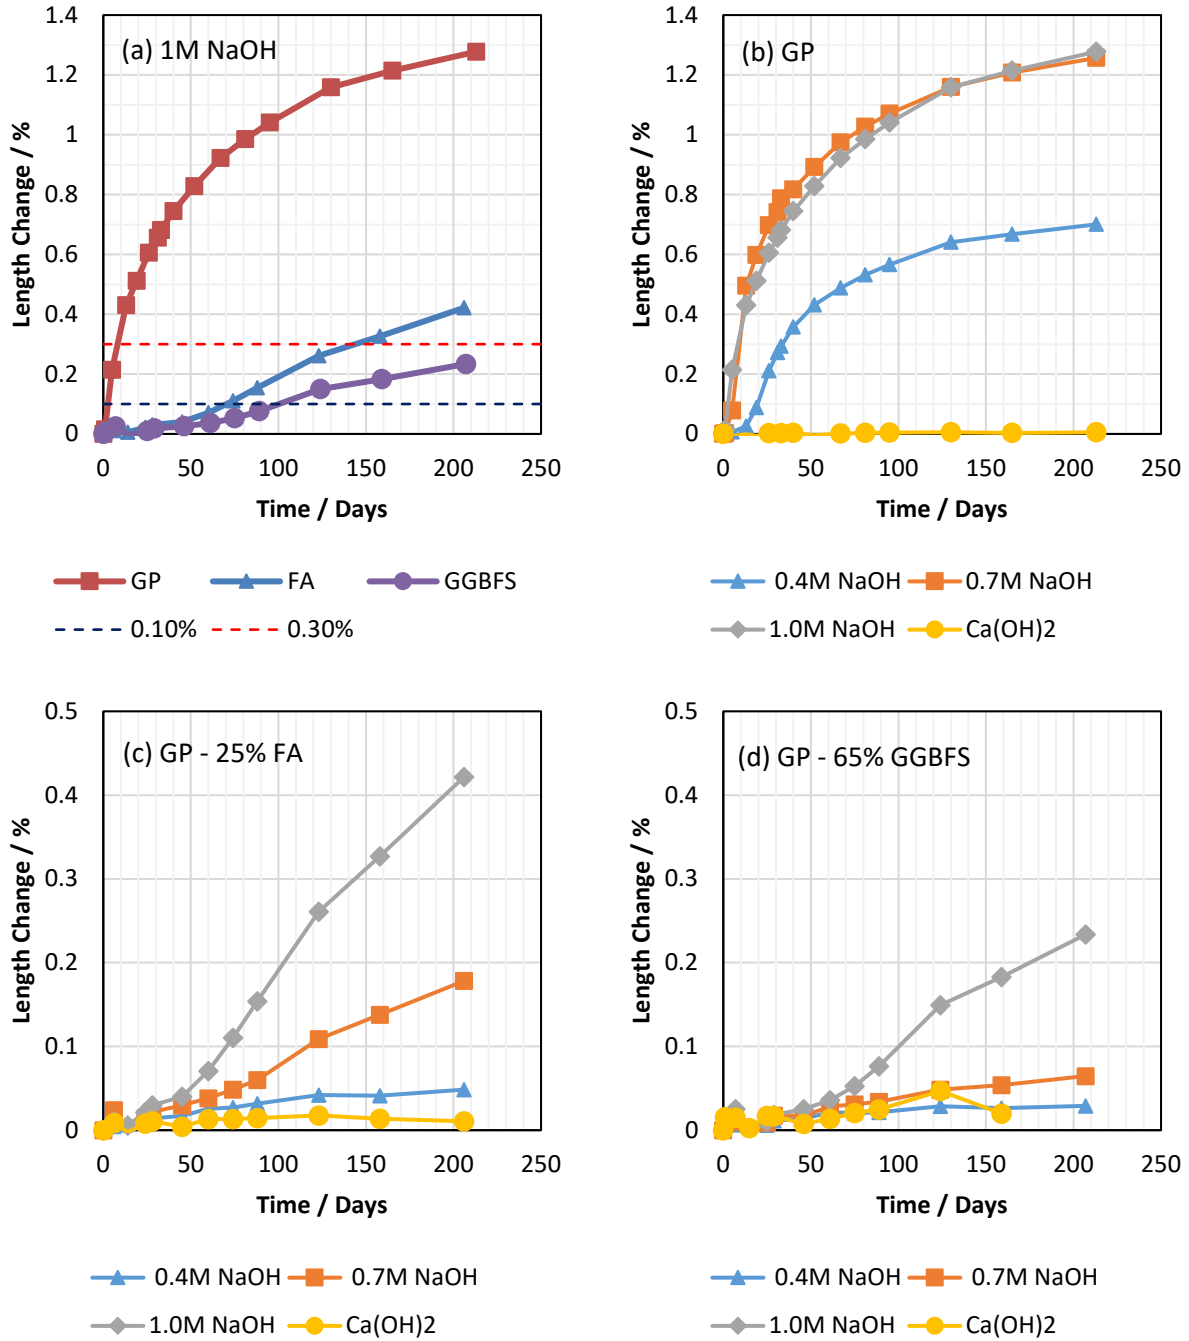 (a) 1M NaOH
1.4
1.2
1
0.8
0.6
0.4
0.2
0
Length Change / %
0 50 100 150 200 250
Time / Days
GP FA GGBFS
0.10% 0.30%
(b) GP
1.4
1.2
1
0.8
0.6
0.4
0.2
0
Length Change / %
0 50 100 150 200 250
Time / Days
0.4M NaOH 0.7M NaOH
1.0M NaOH Ca(OH)2
(c) GP - 25% FA
0.5
0.4
0.3
0.2
0.1
0
Length Change / %
0 50 100 150 200 250
Time / Days
0.4M NaOH 0.7M NaOH
1.0M NaOH Ca(OH)2
(d) GP - 65% GGBFS
0.5
0.4
0.3
0.2
0.1
0
Length Change / %
0 50 100 150 200 250
Time / Days
0.4M NaOH 0.7M NaOH
1.0M NaOH Ca(OH)2